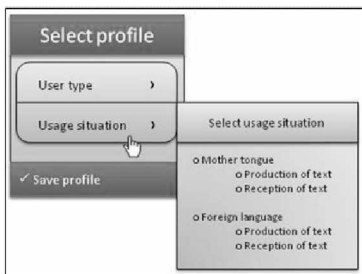 Select profile
User type ›
Usage situation ›
✓ Save profile
Select usage situation
o Mother tongue
o Production of text
o Reception of text
o Foreign language
o Production of text
o Reception of text